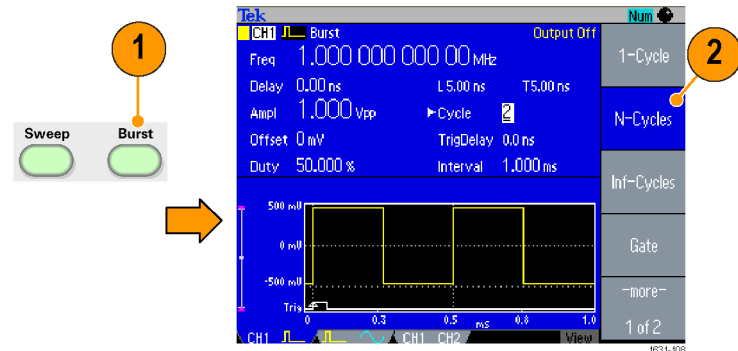 Tek
Num
CH1 Burst Output Off
Freq 1.000 000 000 00 MHz
Delay 0.00 ns L 5.00 ns T5.00 ns
Ampl 1.000 Vpp ►Cycle 2
Offset 0 mV TrigDelay 0.0 ns
Duty 50.000 % Interval 1.000 ms
1-Cycle
N-Cycles
Inf-Cycles
Gate
-more-
1 of 2
1
2
Sweep Burst
500 mV
0 mV
-500 mV
Trig
0 0.3 0.5 ms 0.8 1.0
CH1 CH1 CH2 View
1631-108